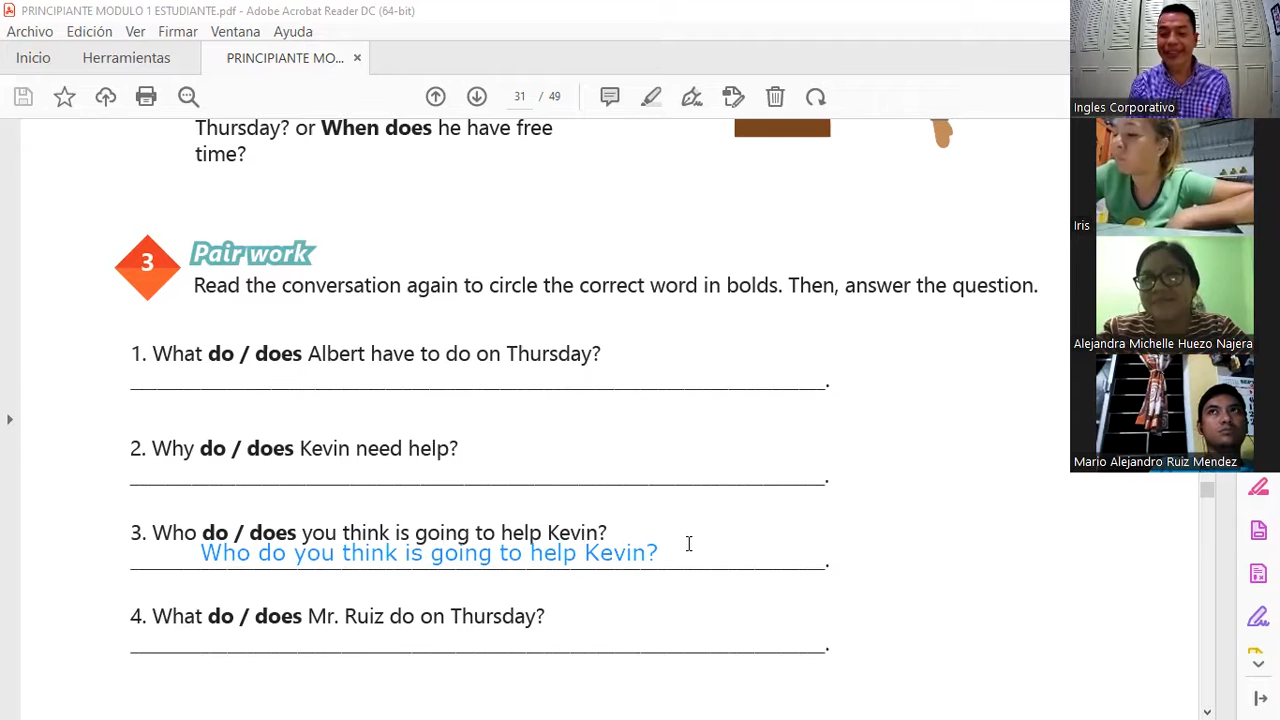 PRINCIPIANTE MODULO 1 ESTUDIANTE.pdf - Adobe Acrobat Reader DC (64-bit)
Archivo Edición Ver Firmar Ventana Ayuda
Inicio Herramientas PRINCIPIANTE MO... ×
31 / 49
Thursday? or When does he have free
time?
3
Pair work
Read the conversation again to circle the correct word in bolds. Then, answer the question.
1. What do / does Albert have to do on Thursday?
2. Why do / does Kevin need help?
3. Who do / does you think is going to help Kevin?
Who do you think is going to help Kevin?
4. What do / does Mr. Ruiz do on Thursday?
Ingles Corporativo
Iris
Alejandra Michelle Huezo Najera
Mario Alejandro Ruiz Mendez